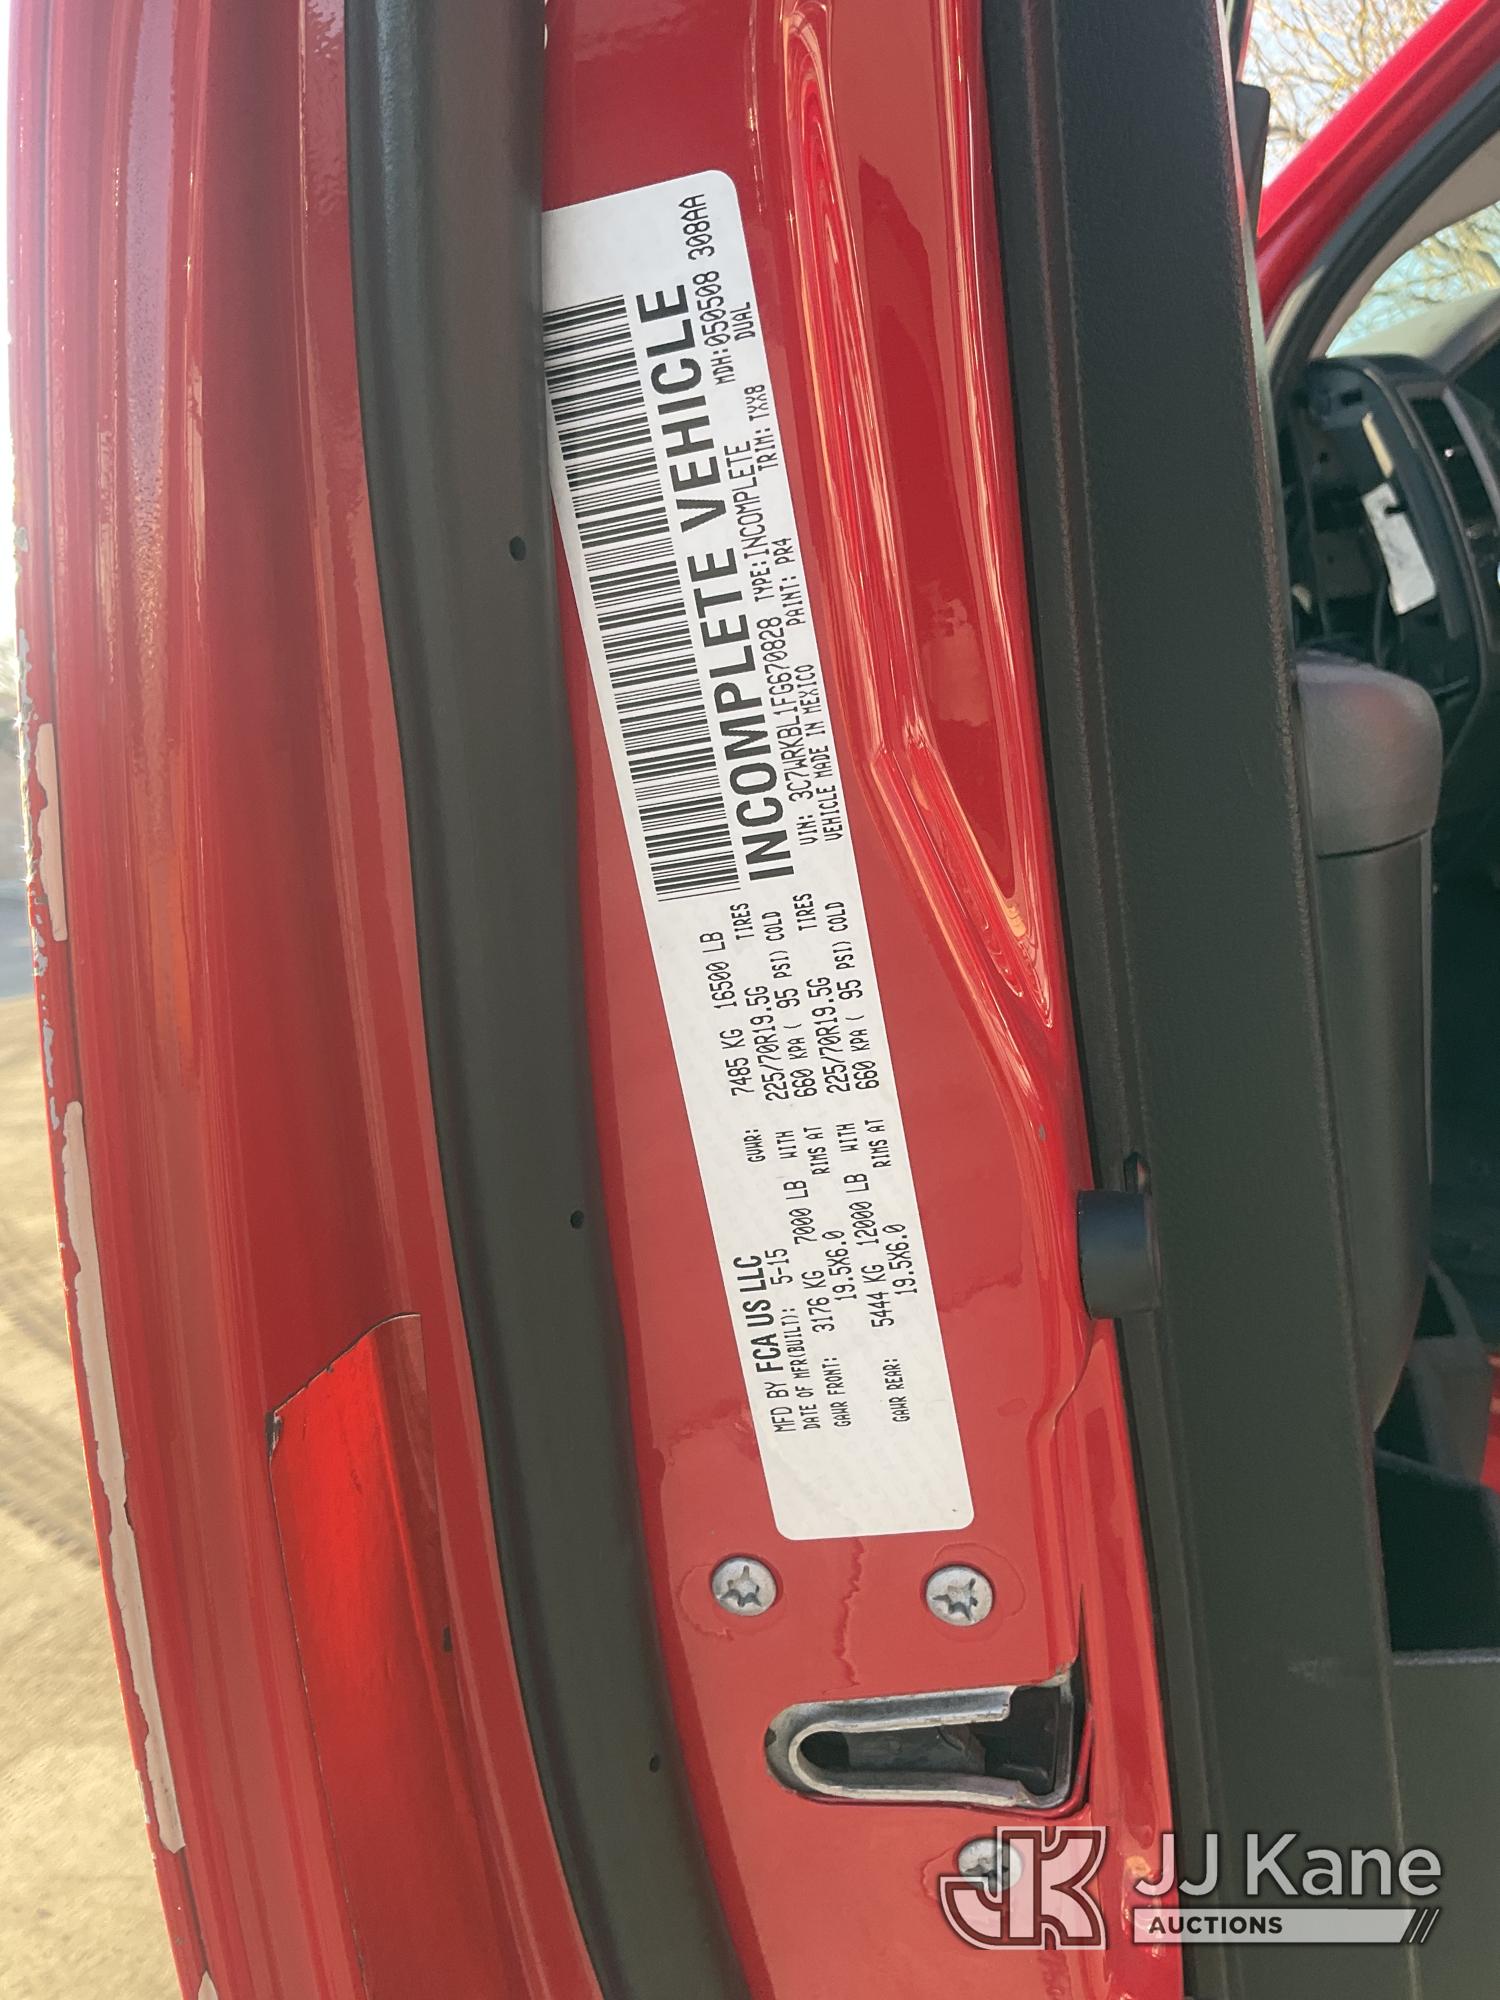 MFD BY FCA US LLC
DATE OF MFR(BUILT): 5-15
GVWR: 7485 KG 16500 LB
GAWR FRONT: 3176 KG 7000 LB WITH 225/70R19.5G TIRES
19.5X6.0 RIMS AT 660 KPA ( 95 PSI) COLD
GAWR REAR: 5444 KG 12000 LB WITH 225/70R19.5G TIRES
19.5X6.0 RIMS AT 660 KPA ( 95 PSI) COLD
INCOMPLETE VEHICLE
MDH:050508 308AA
VIN: 3C7WRKBL1FG670828 TYPE:INCOMPLETE DUAL
VEHICLE MADE IN MEXICO PAINT: PR4 TRIM: TXX8
JK JJ Kane
AUCTIONS